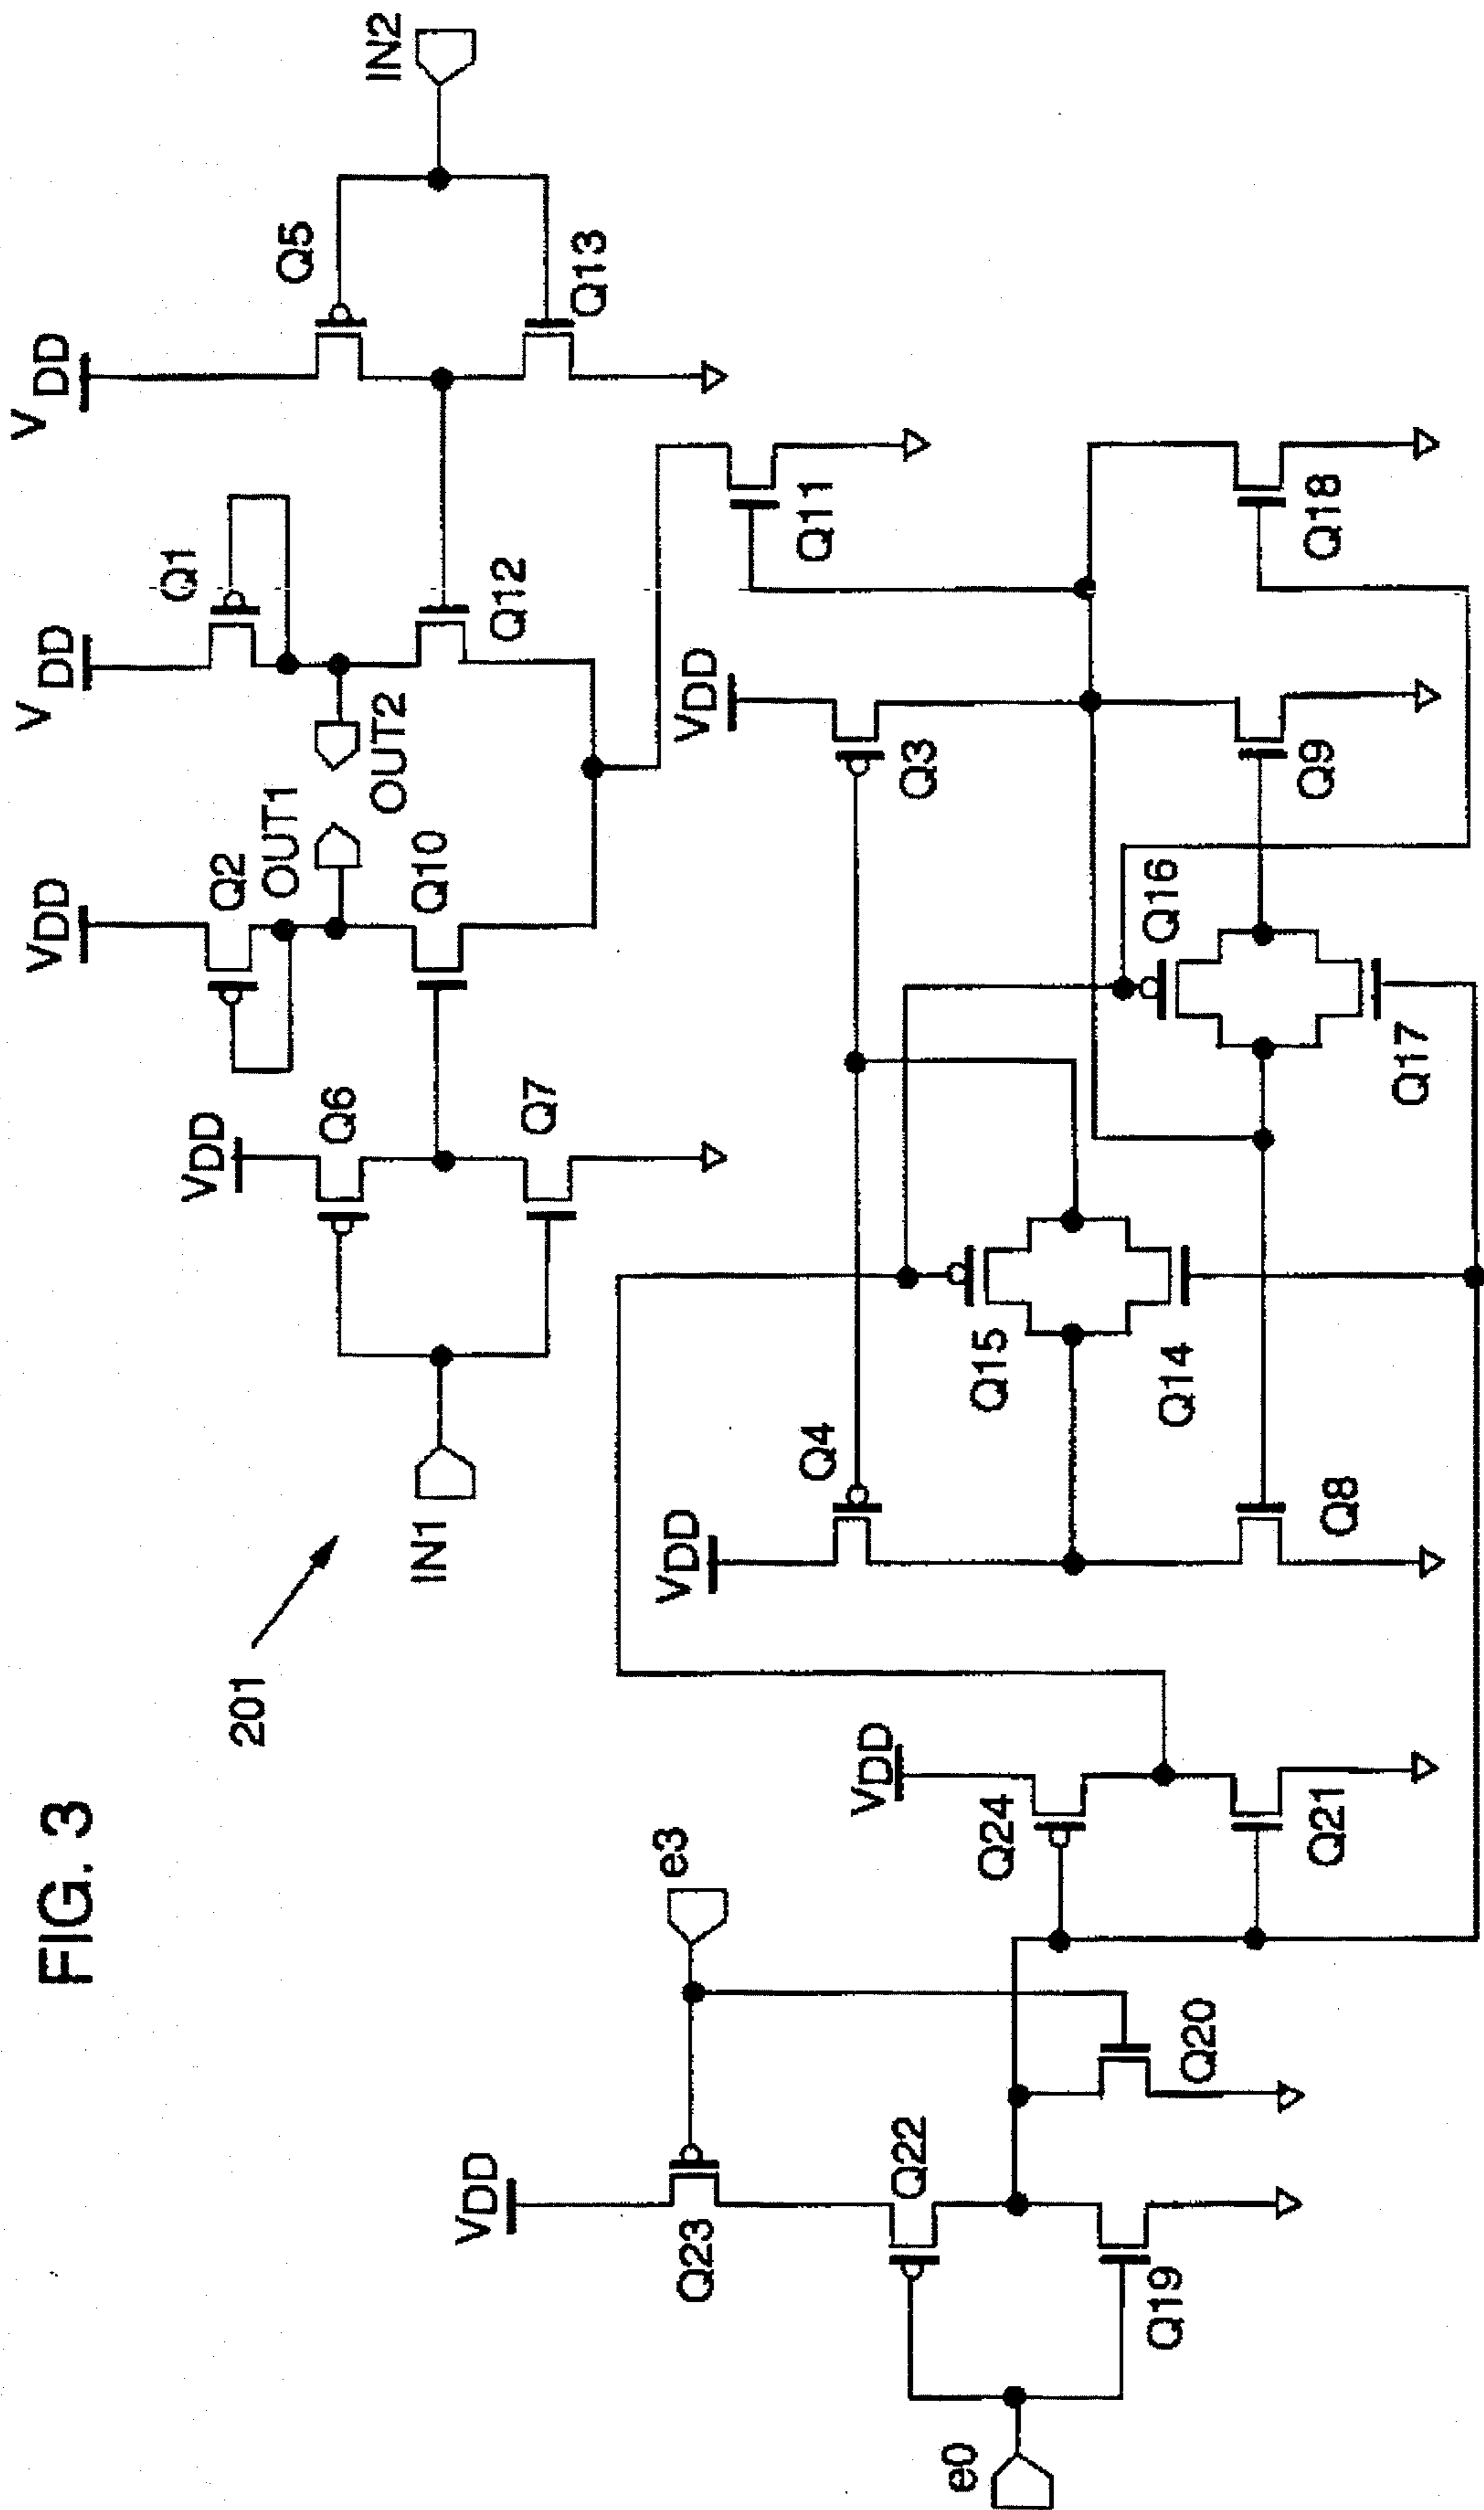 FIG. 3
201
IN1
VDD
Q6
Q7
VDD
Q2
OUT1
Q10
VDD
Q1
OUT2
Q12
VDD
Q5
Q13
IN2
Q11
e0
VDD
Q23
Q22
Q19
e3
Q20
VDD
Q24
Q21
VDD
Q4
Q8
Q15
Q14
Q16
Q17
VDD
Q3
Q9
Q18